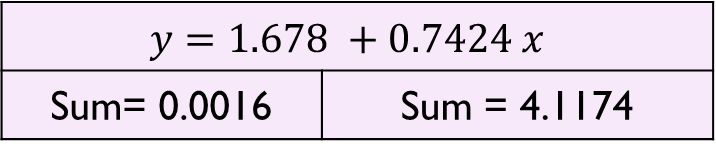 y = 1.678 + 0.7424 x
Sum= 0.0016 Sum = 4.1174